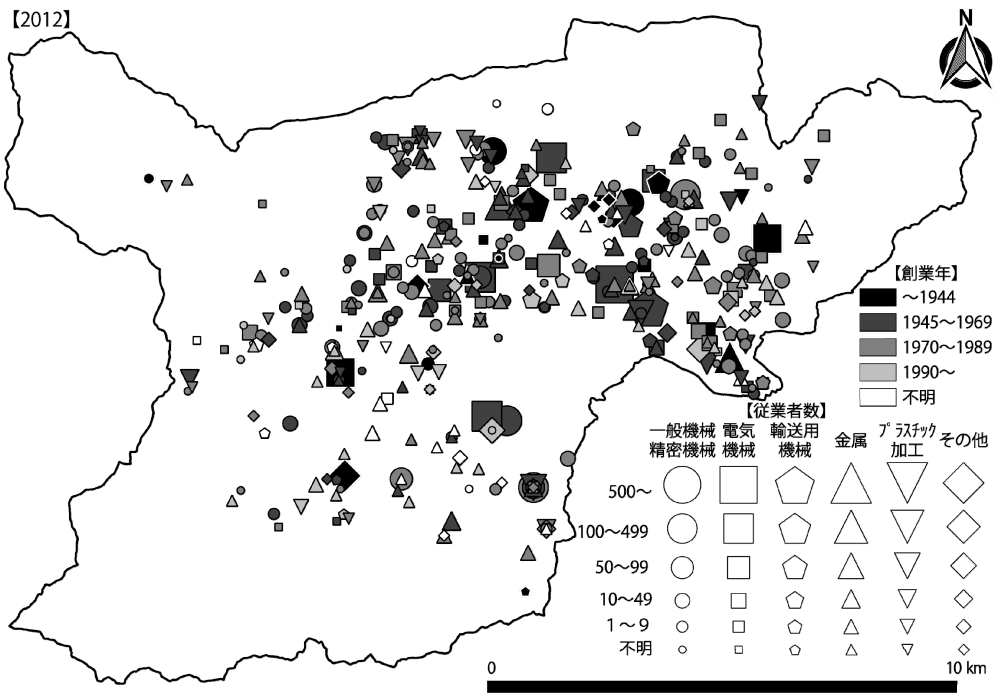 【2012】
N
【創業年】
～1944
1945～1969
1970～1989
1990～
不明
【従業者数】
一般機械
精密機械
電気
機械
輸送用
機械
金属
プラスチック
加工
その他
500～
100～499
50～99
10～49
1～9
不明
0
10 km